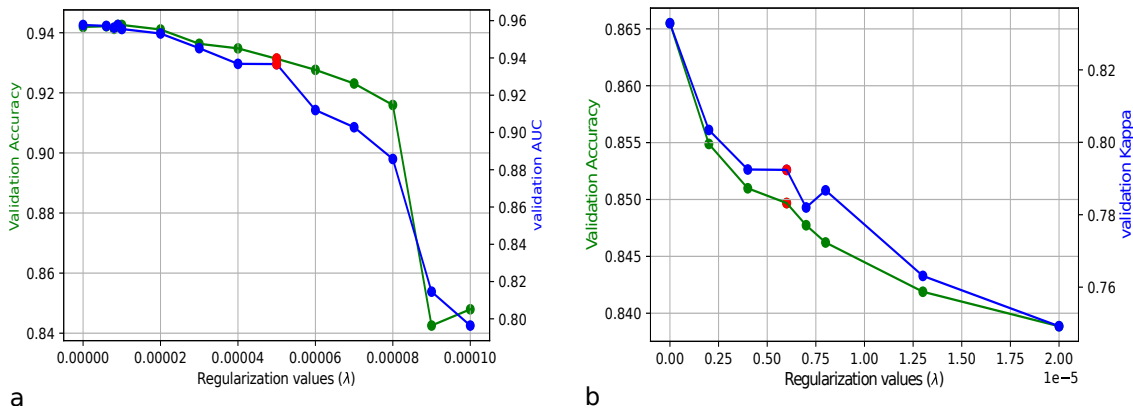 0.94
0.92
0.90
0.88
0.86
0.84
Validation Accuracy
0.96
0.94
0.92
0.90
0.88
0.86
0.84
0.82
0.80
validation AUC
0.00000 0.00002 0.00004 0.00006 0.00008 0.00010
Regularization values (λ)
a
0.865
0.860
0.855
0.850
0.845
0.840
Validation Accuracy
0.82
0.80
0.78
0.76
validation Kappa
0.00 0.25 0.50 0.75 1.00 1.25 1.50 1.75 2.00
1e−5
Regularization values (λ)
b